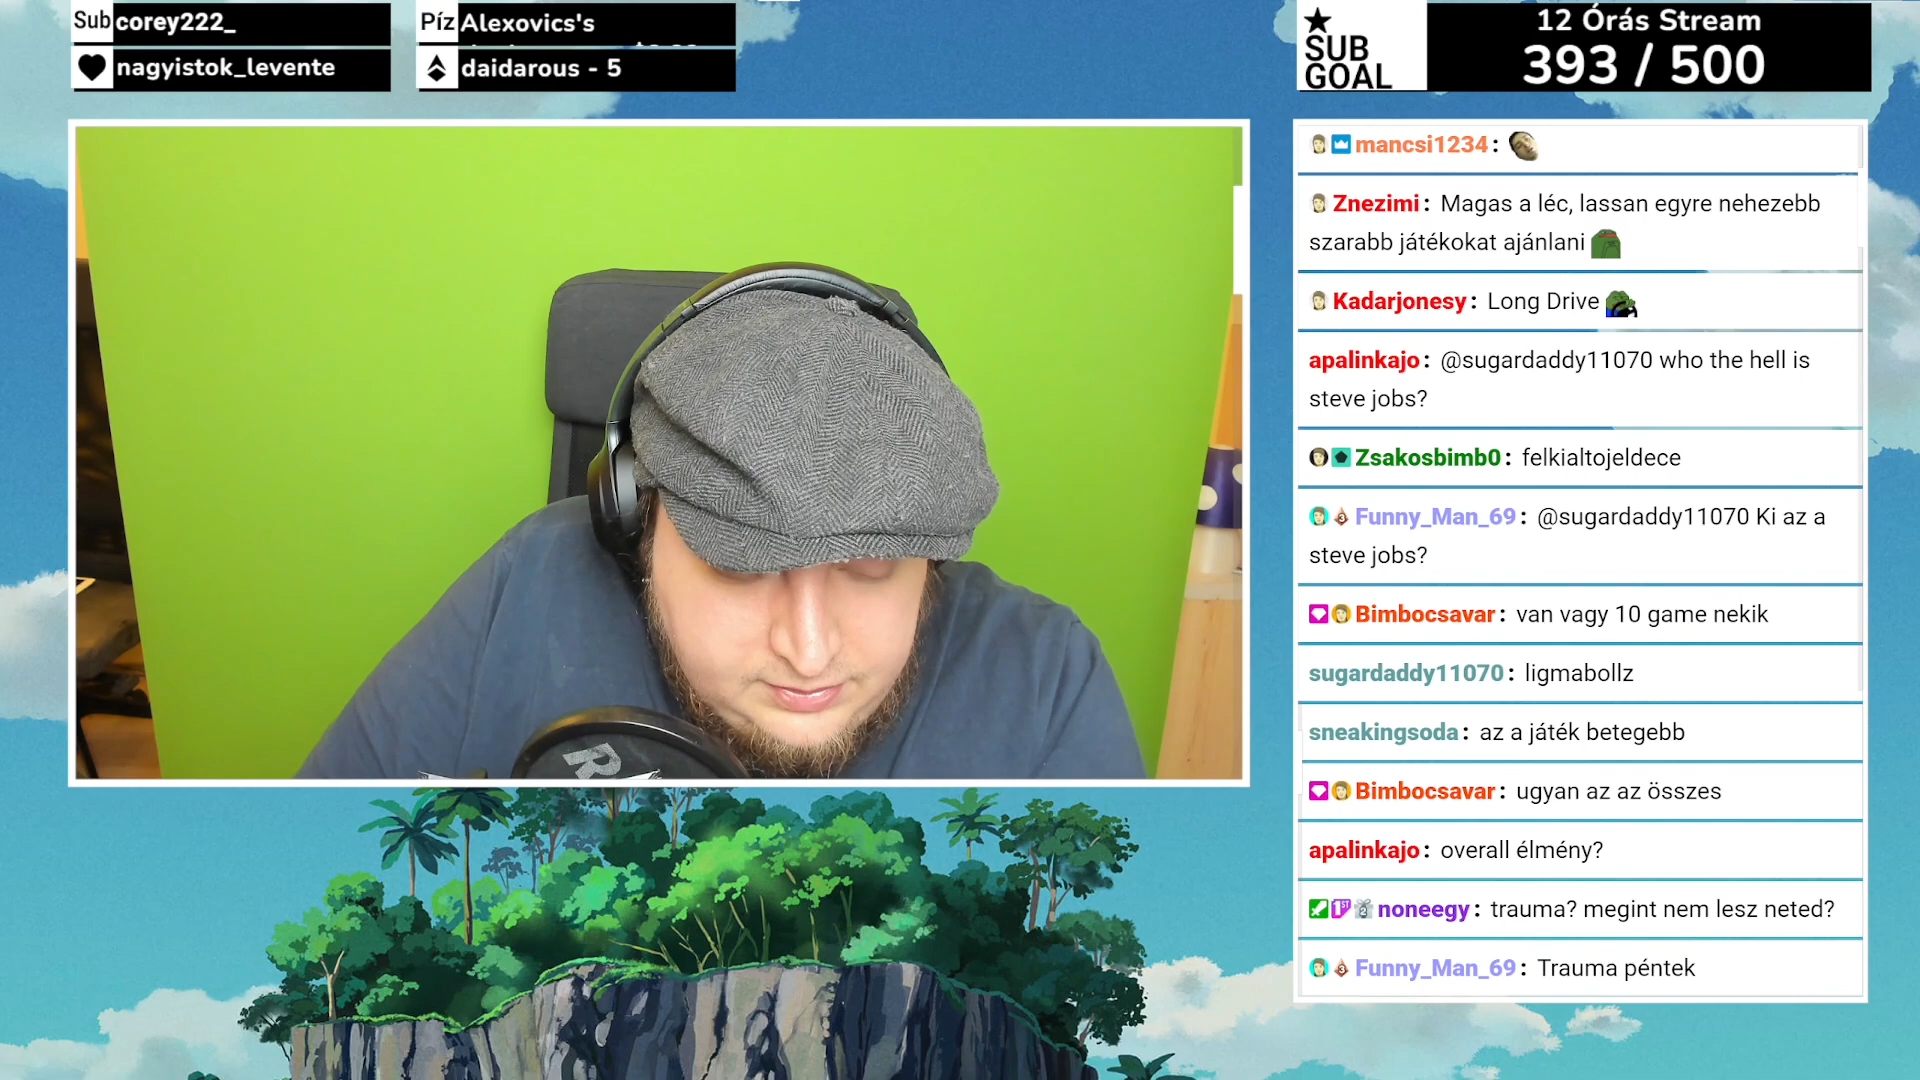 Sub corey222_
Píz Alexovics's
nagyistok_levente
daidarous - 5
SUB
GOAL
12 Órás Stream
393 / 500
mancsi1234:
Znezimi: Magas a léc, lassan egyre nehezebb
szarabb játékokat ajánlani
Kadarjonesy: Long Drive
apalinkajo: @sugardaddy11070 who the hell is
steve jobs?
Zsakosbimb0: felkialtojeldece
Funny_Man_69: @sugardaddy11070 Ki az a
steve jobs?
Bimbocsavar: van vagy 10 game nekik
sugardaddy11070: ligmabollz
sneakingsoda: az a játék betegebb
Bimbocsavar: ugyan az az összes
apalinkajo: overall élmény?
noneegy: trauma? megint nem lesz neted?
Funny_Man_69: Trauma péntek